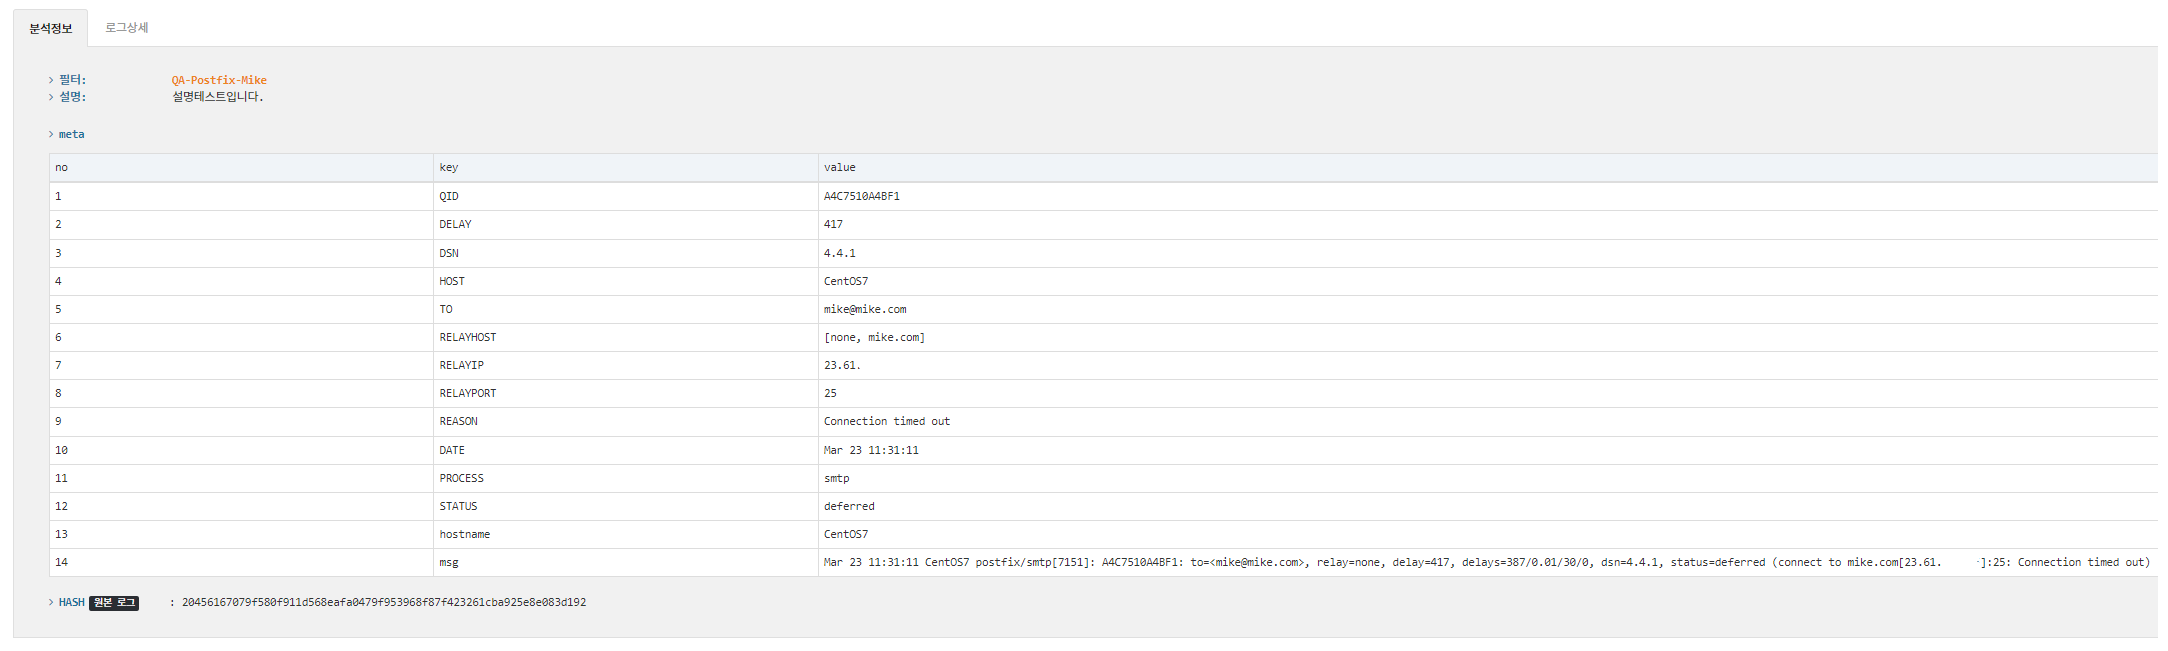 분석정보 로그상세
필터: QA-Postfix-Mike
설명: 설명테스트입니다.
meta
no key value
1 QID A4C7510A4BF1
2 DELAY 417
3 DSN 4.4.1
4 HOST CentOS7
5 TO mike@mike.com
6 RELAYHOST [none, mike.com]
7 RELAYIP 23.61.
8 RELAYPORT 25
9 REASON Connection timed out
10 DATE Mar 23 11:31:11
11 PROCESS smtp
12 STATUS deferred
13 hostname CentOS7
14 msg Mar 23 11:31:11 CentOS7 postfix/smtp[7151]: A4C7510A4BF1: to=<mike@mike.com>, relay=none, delay=417, delays=387/0.01/30/0, dsn=4.4.1, status=deferred (connect to mike.com[23.61. ]:25: Connection timed out)
HASH 원본 로그 : 20456167079f580f911d568eafa0479f953968f87f423261cba925e8e083d192